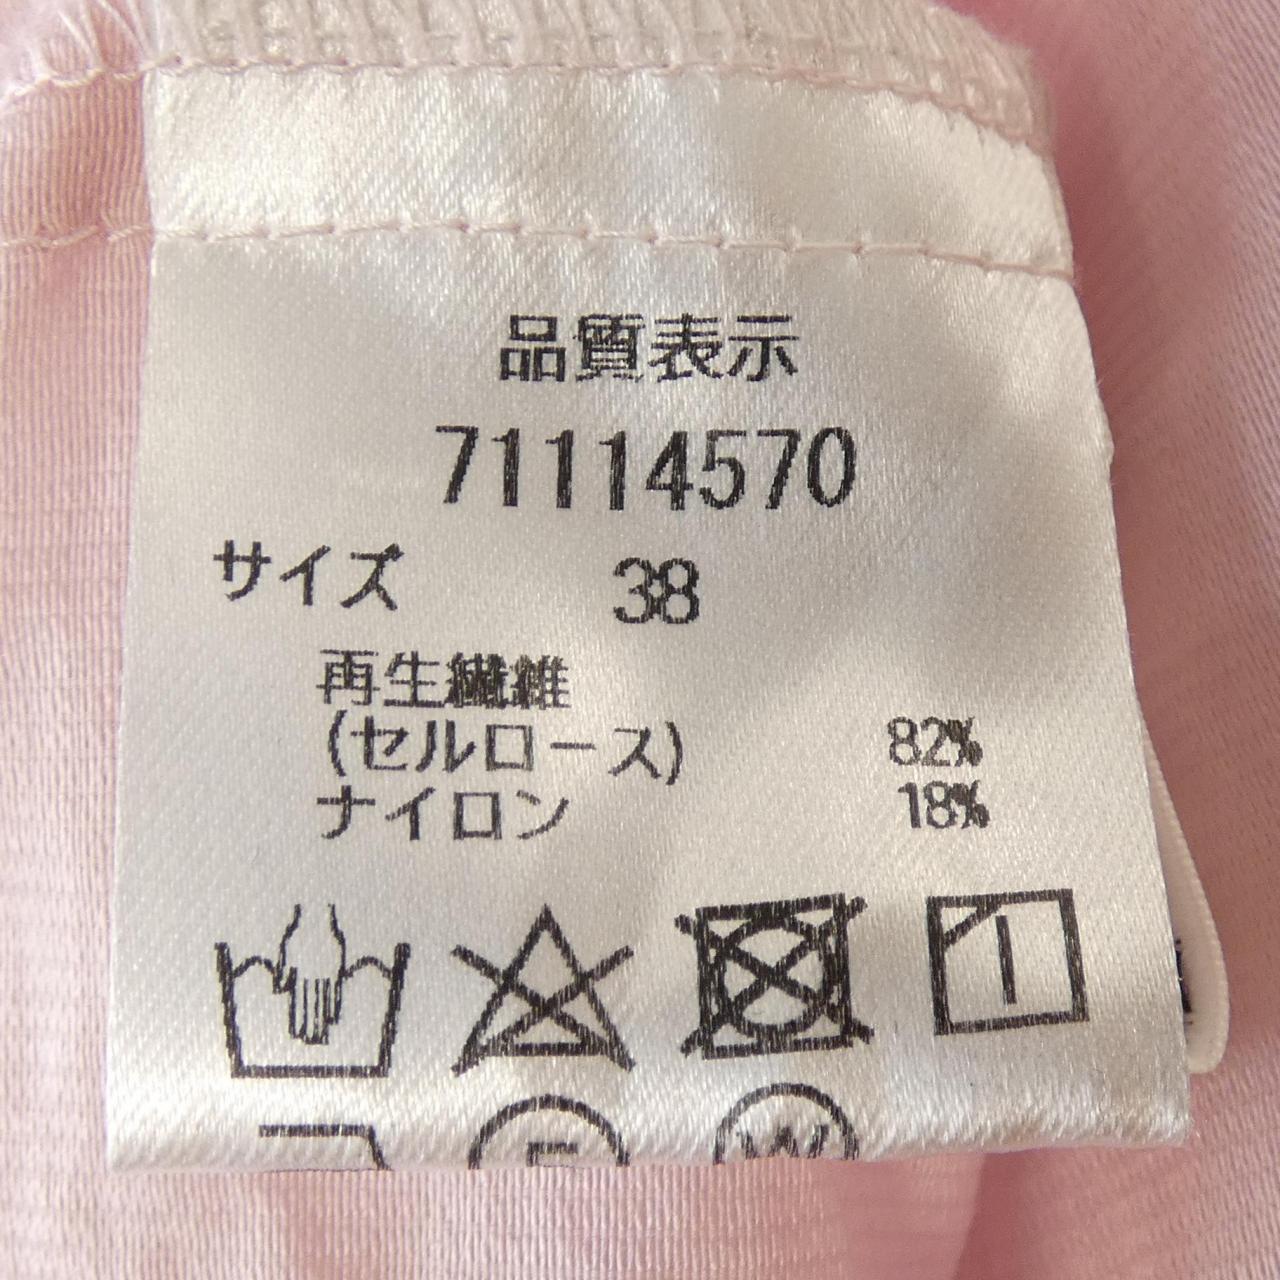 品質表示
71114570
サイズ 38
再生繊維
(セルロース) 82%
ナイロン 18%